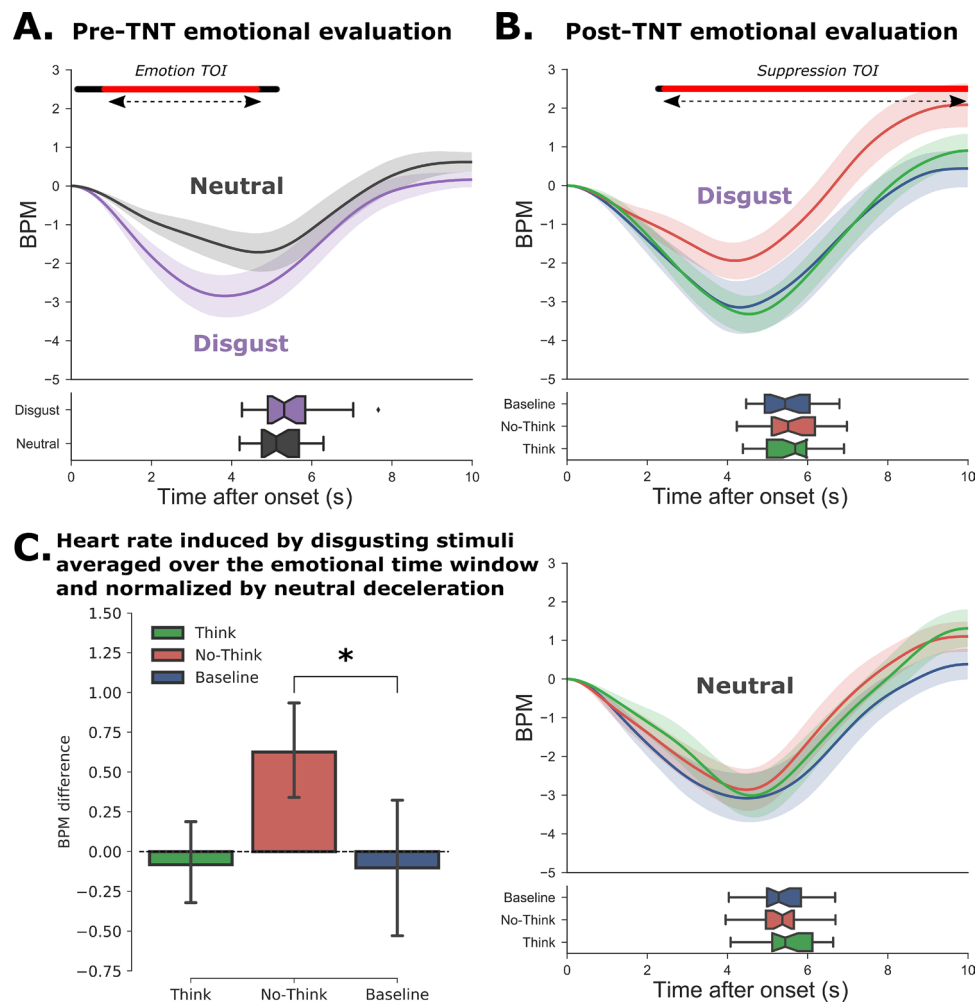 A. Pre-TNT emotional evaluation
Emotion TOI
3
2
1
0
−1
−2
−3
−4
−5
BPM
Neutral
Disgust
Disgust
Neutral
0
2
4
6
8
10
Time after onset (s)
B. Post-TNT emotional evaluation
Suppression TOI
3
2
1
0
−1
−2
−3
−4
−5
BPM
Disgust
Baseline
No-Think
Think
0
2
4
6
8
10
Time after onset (s)
C. Heart rate induced by disgusting stimuli
averaged over the emotional time window
and normalized by neutral deceleration
1.50
1.25
1.00
0.75
0.50
0.25
0.00
−0.25
−0.50
−0.75
BPM difference
Think
No-Think
Baseline
*
Think
No-Think
Baseline
3
2
1
0
−1
−2
−3
−4
−5
BPM
Neutral
Baseline
No-Think
Think
0
2
4
6
8
10
Time after onset (s)